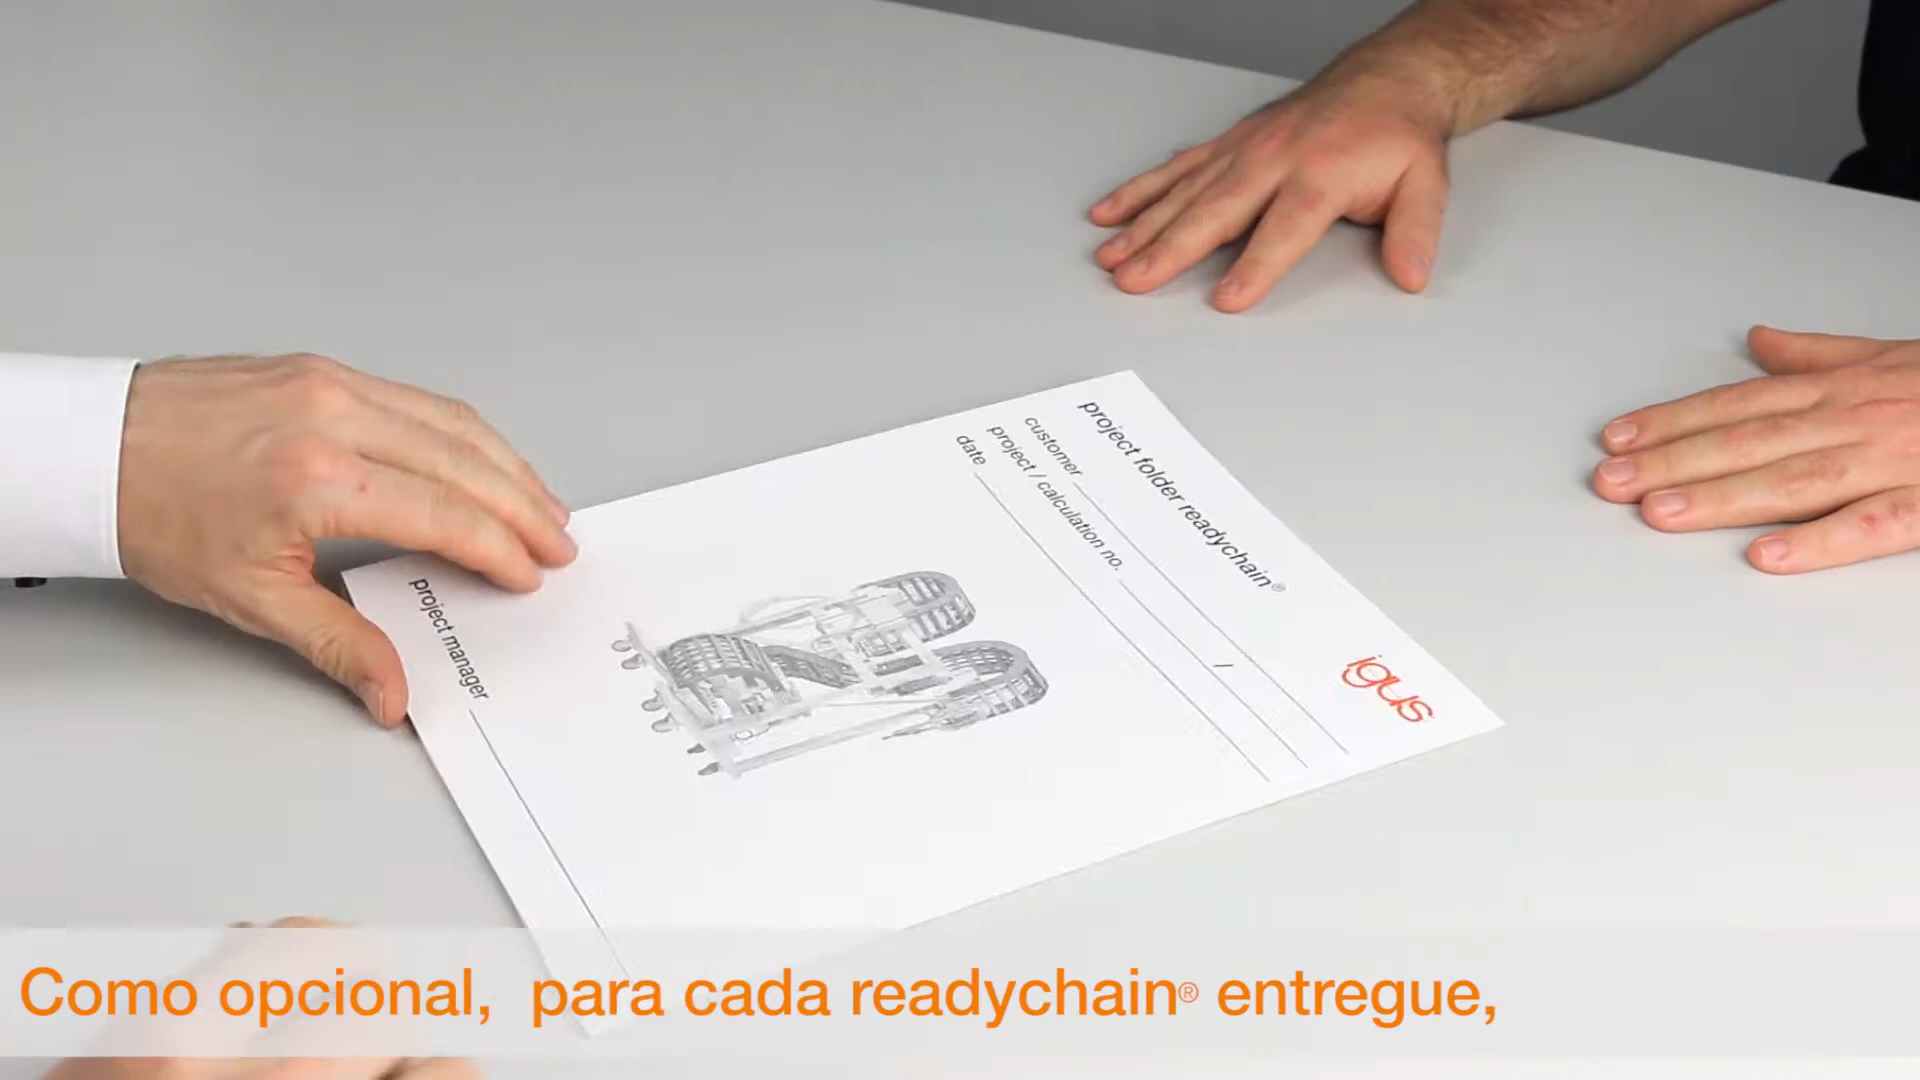 project folder readychain®
customer
project / calculation no. /
date
igus
project manager
Como opcional, para cada readychain® entregue,